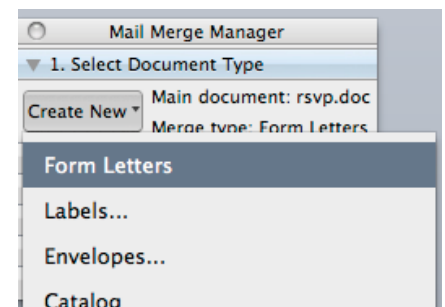 Mail Merge Manager
1. Select Document Type
Create New
Main document: rsvp.doc
Merge type: Form Letters
Form Letters
Labels...
Envelopes...
Catalog